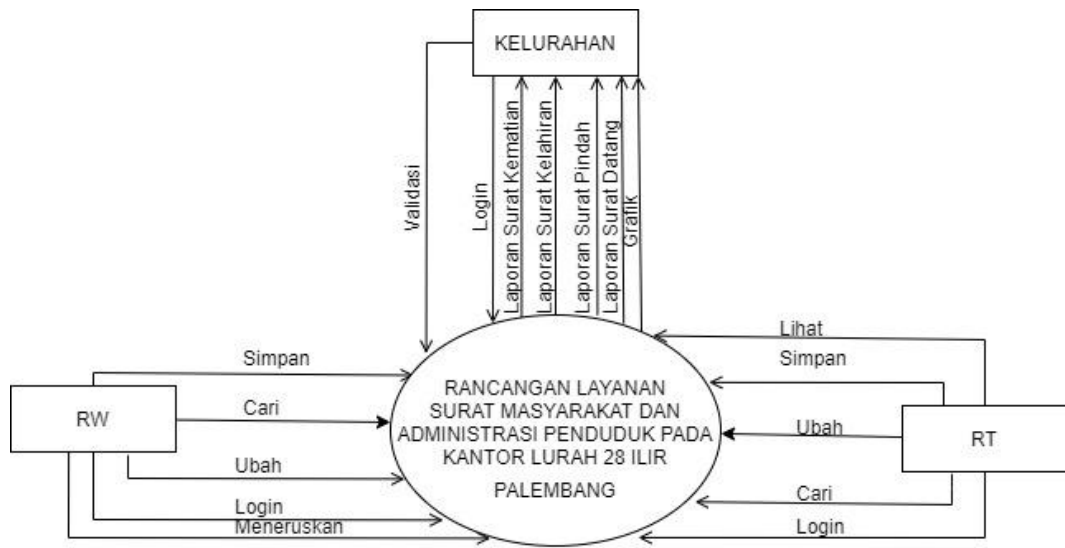 KELURAHAN
Validasi
Login
Laporan Surat Kematian
Laporan Surat Kelahiran
Laporan Surat Pindah
Laporan Surat Datang
Grafik
Simpan
Cari
Ubah
Login
Meneruskan
RW
RANCANGAN LAYANAN
SURAT MASYARAKAT DAN
ADMINISTRASI PENDUDUK PADA
KANTOR LURAH 28 ILIR
PALEMBANG
Lihat
Simpan
Ubah
Cari
Login
RT